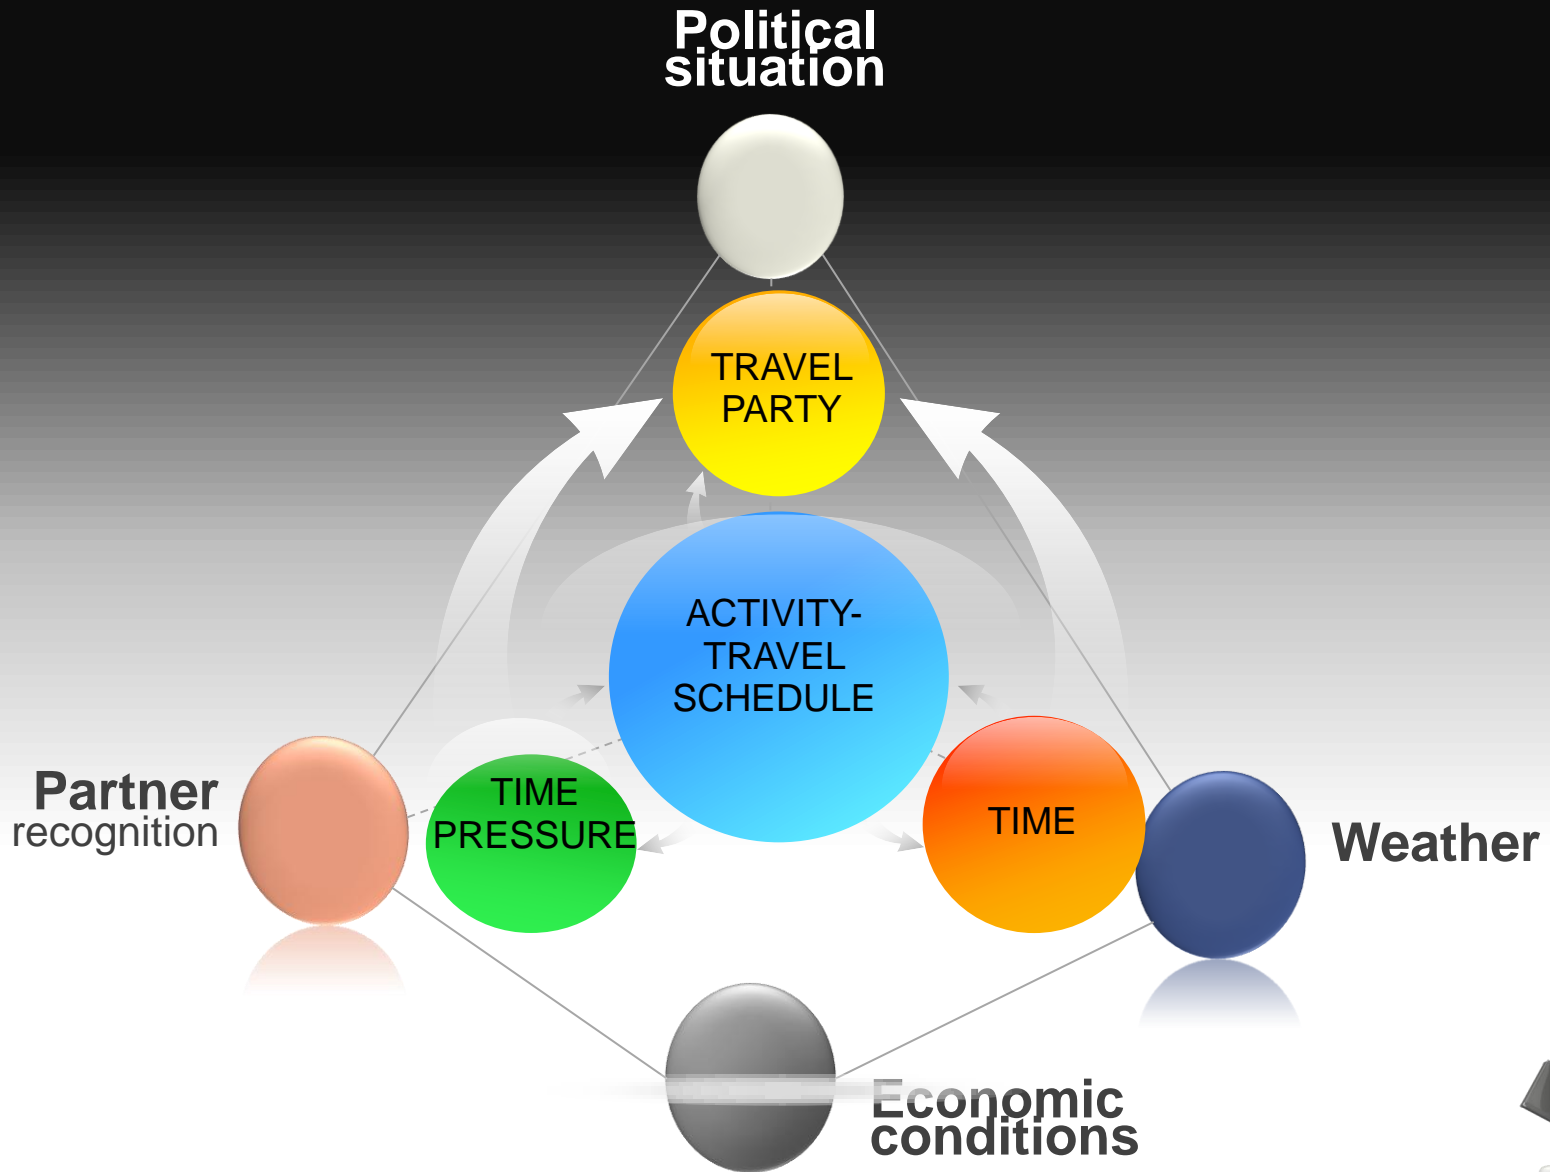 Political
situation
TRAVEL
PARTY
ACTIVITY-
TRAVEL
SCHEDULE
Partner
recognition
TIME
PRESSURE
TIME
Weather
Economic
conditions